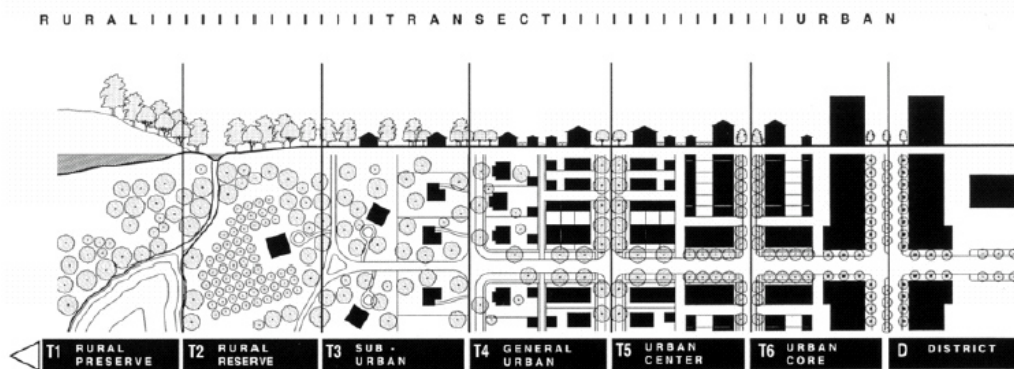 RURAL||||||||||||||TRANSECT||||||||||||||URBAN
T1 RURAL PRESERVE
T2 RURAL RESERVE
T3 SUB-URBAN
T4 GENERAL URBAN
T5 URBAN CENTER
T6 URBAN CORE
D DISTRICT